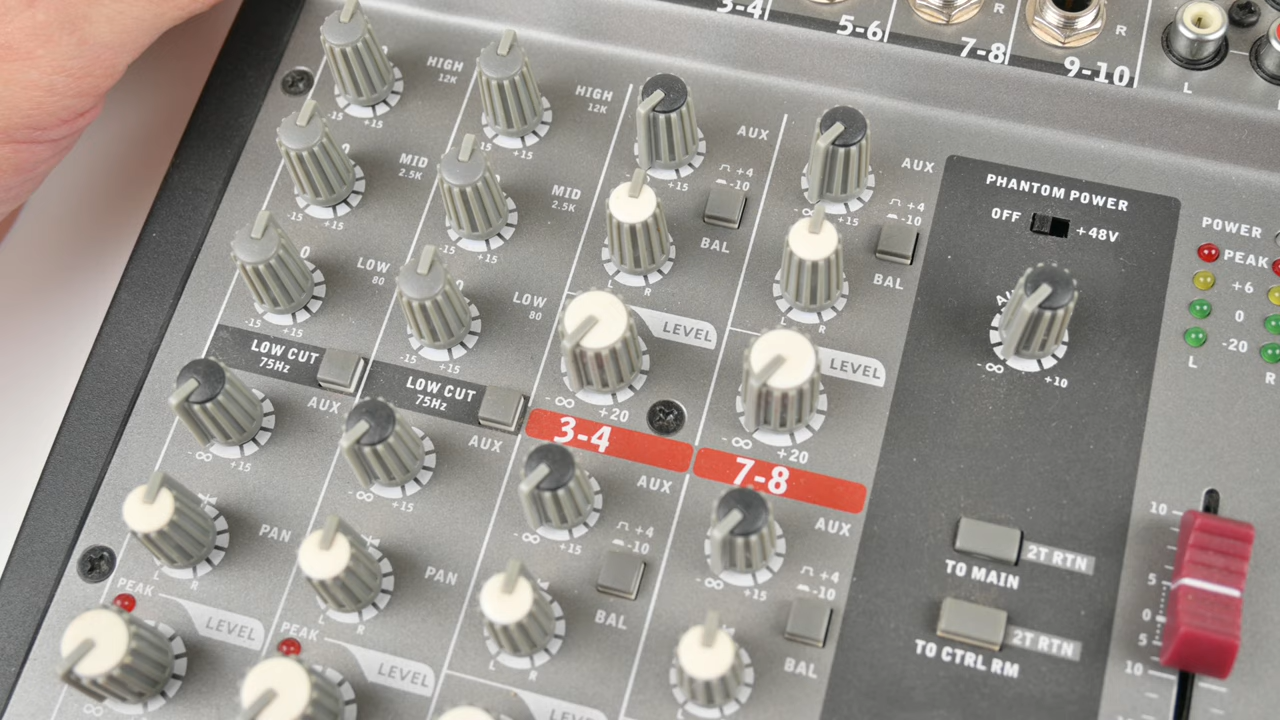 3-4
5-6
R
7-8
R
9-10
L
HIGH
12K
-15 +15
HIGH
12K
-15 +15
AUX
+15
+4
-10
BAL
AUX
-∞ +15
+4
-10
BAL
0
MID
2.5K
-15 +15
MID
2.5K
-15 +15
L R
L R
0
LOW
80
-15 +15
0
LOW
80
-15 +15
LEVEL
-∞ +20
LEVEL
-∞ +20
PHANTOM POWER
OFF +48V
-∞ +10
POWER
PEAK
+6
0
-20
L R
LOW CUT
75Hz
LOW CUT
75Hz
AUX
-∞ +15
AUX
-∞ +15
3-4
7-8
AUX
-∞ +15
+4
-10
BAL
AUX
-∞ +15
+4
-10
BAL
PAN
L R
PAN
L R
L R
L
PEAK
LEVEL
-∞
PEAK
LEVEL
LEVEL
2T RTN
TO MAIN
2T RTN
TO CTRL RM
10
5
0
5
10